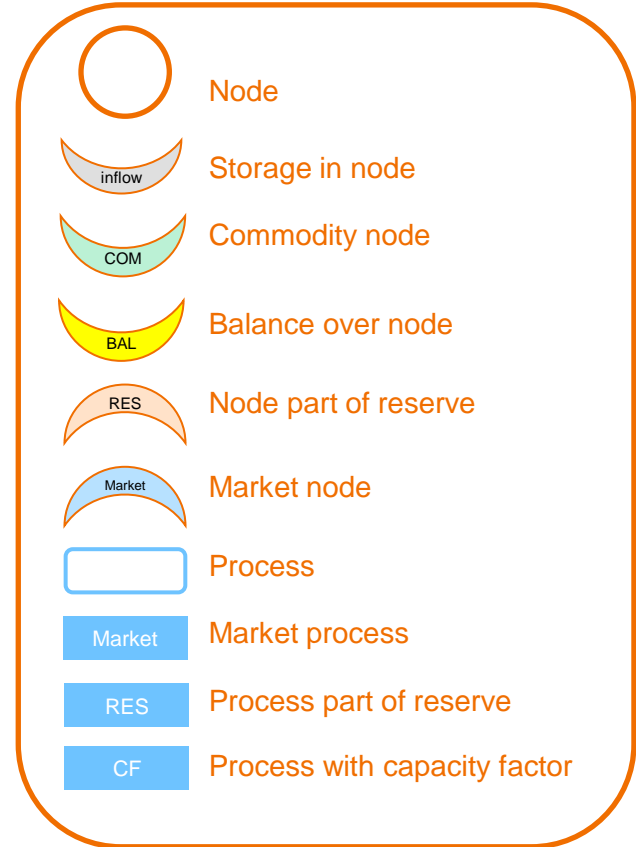 Node
inflow
Storage in node
COM
Commodity node
BAL
Balance over node
RES
Node part of reserve
Market
Market node
Process
Market
Market process
RES
Process part of reserve
CF
Process with capacity factor